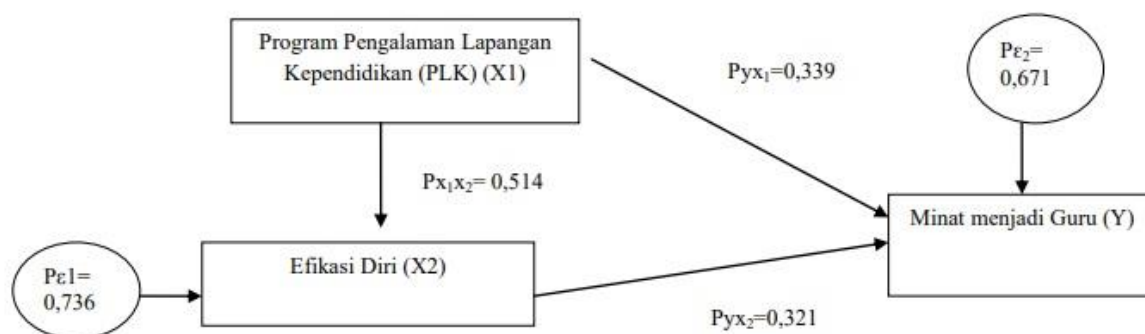 Program Pengalaman Lapangan
Kependidikan (PLK) (X1)
Pε₂=
0,671
Pyx₁=0,339
Px₁x₂= 0,514
Minat menjadi Guru (Y)
Efikasi Diri (X2)
Pε1=
0,736
Pyx₂=0,321